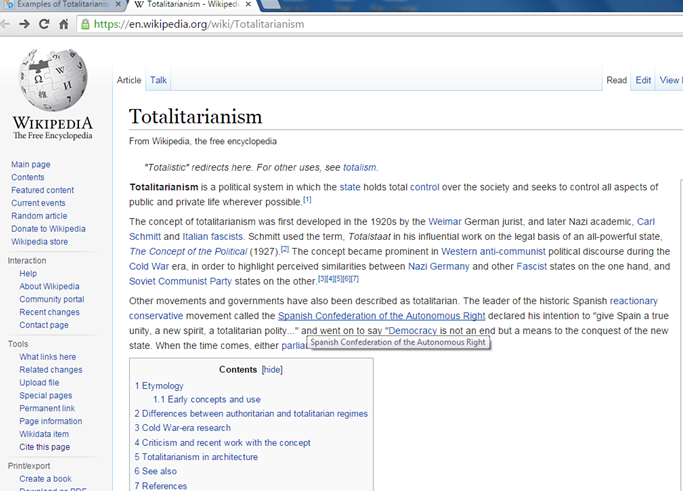 Examples of Totalitarianis
Totalitarianism - Wikipedi
https://en.wikipedia.org/wiki/Totalitarianism
WIKIPEDIA
The Free Encyclopedia
Main page
Contents
Featured content
Current events
Random article
Donate to Wikipedia
Wikipedia store
Interaction
Help
About Wikipedia
Community portal
Recent changes
Contact page
Tools
What links here
Related changes
Upload file
Special pages
Permanent link
Page information
Wikidata item
Cite this page
Print/export
Create a book
Download as PDF
Article Talk
Read Edit View
Totalitarianism
From Wikipedia, the free encyclopedia
"Totalistic" redirects here. For other uses, see totalism.
Totalitarianism is a political system in which the state holds total control over the society and seeks to control all aspects of
public and private life wherever possible.[1]
The concept of totalitarianism was first developed in the 1920s by the Weimar German jurist, and later Nazi academic, Carl
Schmitt and Italian fascists. Schmitt used the term, Totalstaat in his influential work on the legal basis of an all-powerful state,
The Concept of the Political (1927).[2] The concept became prominent in Western anti-communist political discourse during the
Cold War era, in order to highlight perceived similarities between Nazi Germany and other Fascist states on the one hand, and
Soviet Communist Party states on the other.[3][4][5][6][7]
Other movements and governments have also been described as totalitarian. The leader of the historic Spanish reactionary
conservative movement called the Spanish Confederation of the Autonomous Right declared his intention to "give Spain a true
unity, a new spirit, a totalitarian polity..." and went on to say "Democracy is not an end but a means to the conquest of the new
state. When the time comes, either parlia
Spanish Confederation of the Autonomous Right
Contents [hide]
1 Etymology
1.1 Early concepts and use
2 Differences between authoritarian and totalitarian regimes
3 Cold War-era research
4 Criticism and recent work with the concept
5 Totalitarianism in architecture
6 See also
7 References